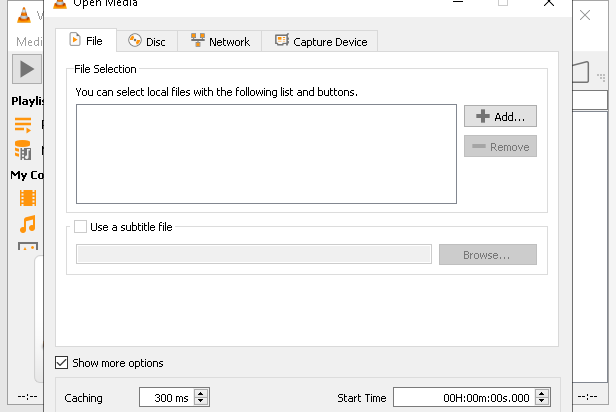 Open Media
Medi
File
Disc
Network
Capture Device
File Selection
You can select local files with the following list and buttons.
Add...
Remove
Playlis
My Co
Use a subtitle file
Browse...
Show more options
Caching
300 ms
Start Time
00H:00m:00s.000
--:--
--:--